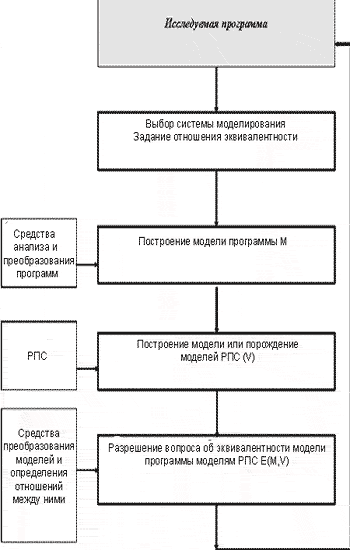 Исследуемая программа
Выбор системы моделирования
Задание отношения эквивалентности
Средства
анализа и
преобразования
программ
Построение модели программы М
РПС
Построение модели или порождение
моделей РПС (V)
Средства
преобразования
моделей и
определения
отношений
между ними
Разрешение вопроса об эквивалентности модели
программы моделям РПС E(M,V)